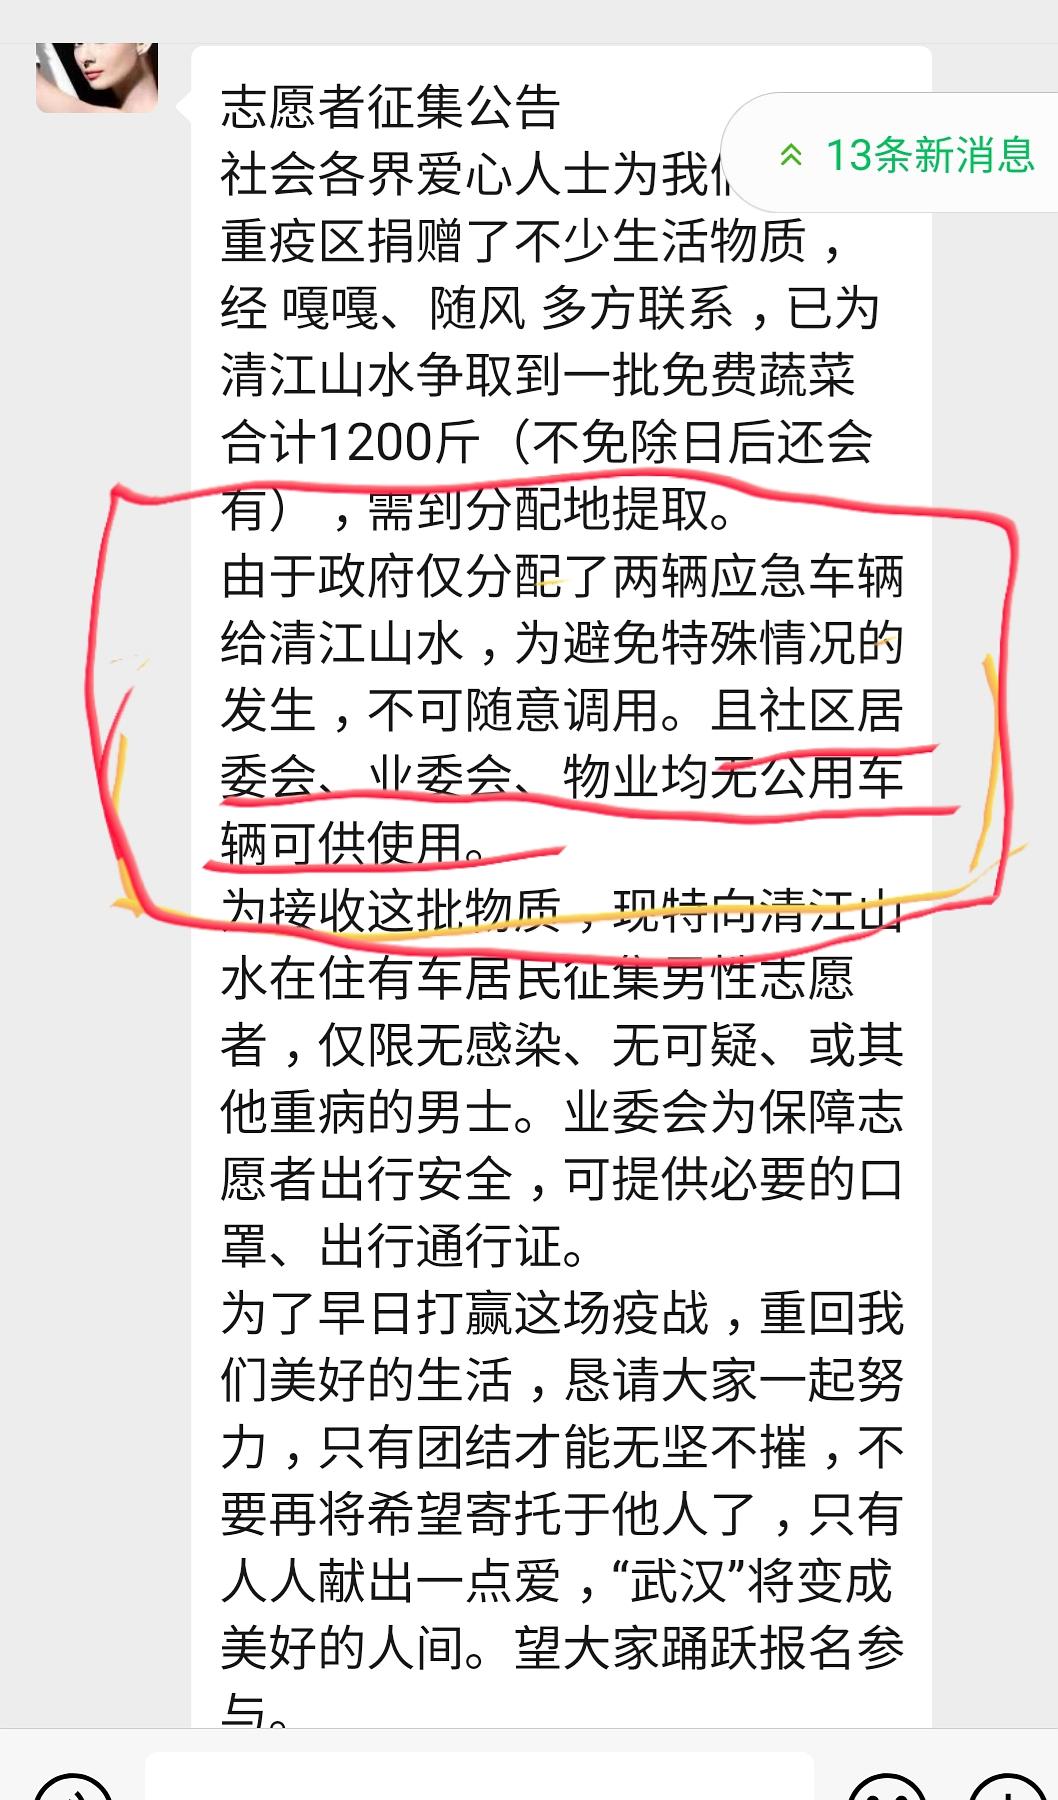 志愿者征集公告
13条新消息
社会各界爱心人士为我们
重疫区捐赠了不少生活物质，
经 嘎嘎、随风 多方联系，已为
清江山水争取到一批免费蔬菜
合计1200斤（不免除日后还会
有），需到分配地提取。
由于政府仅分配了两辆应急车辆
给清江山水，为避免特殊情况的
发生，不可随意调用。且社区居
委会、业委会、物业均无公用车
辆可供使用。
为接收这批物质，现特向清江山
水在住有车居民征集男性志愿
者，仅限无感染、无可疑、或其
他重病的男士。业委会为保障志
愿者出行安全，可提供必要的口
罩、出行通行证。
为了早日打赢这场疫战，重回我
们美好的生活，恳请大家一起努
力，只有团结才能无坚不摧，不
要再将希望寄托于他人了，只有
人人献出一点爱，“武汉”将变成
美好的人间。望大家踊跃报名参
与。